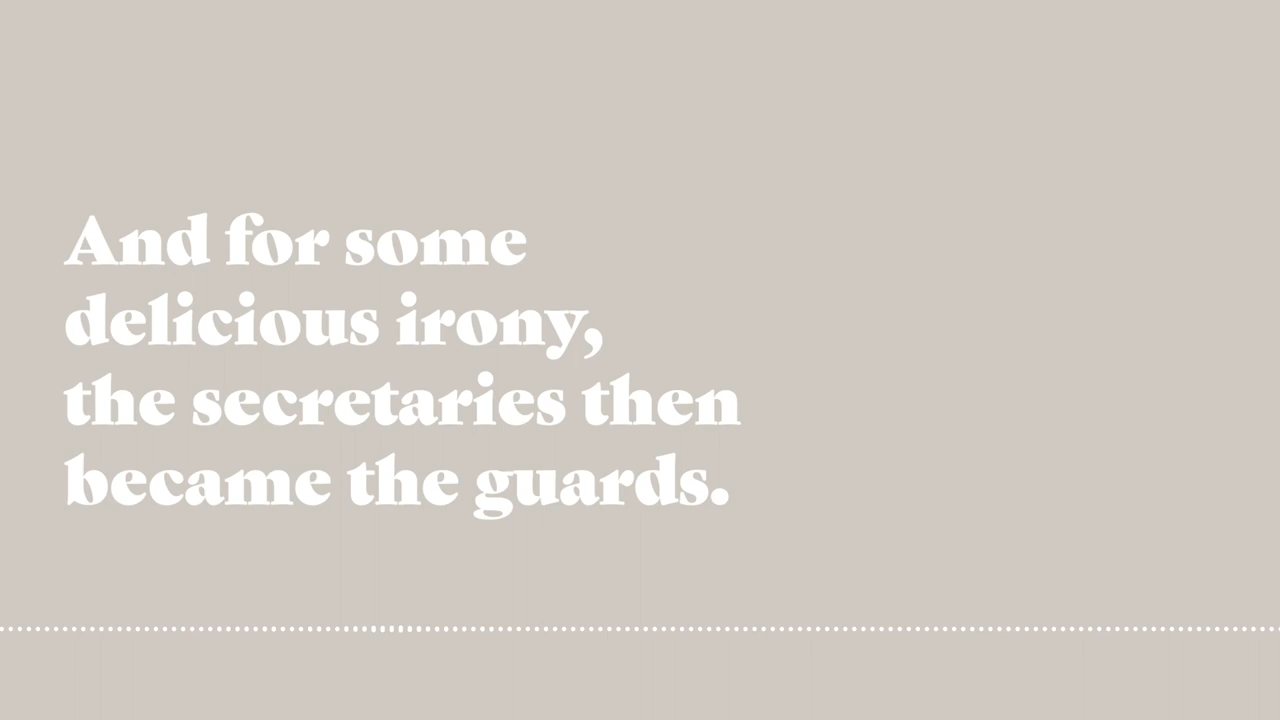 And for some
delicious irony,
the secretaries then
became the guards.